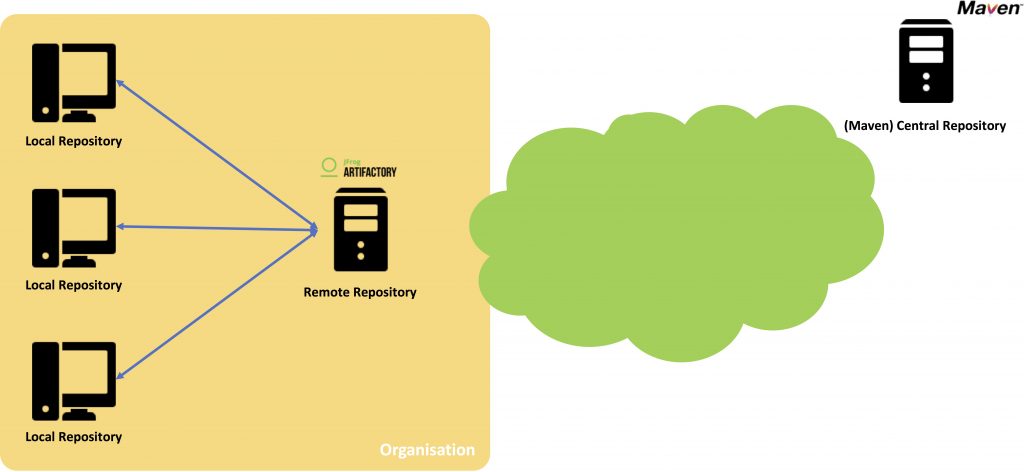 Maven™
(Maven) Central Repository
Local Repository
jFrog
ARTIFACTORY
Local Repository
Remote Repository
Local Repository
Organisation